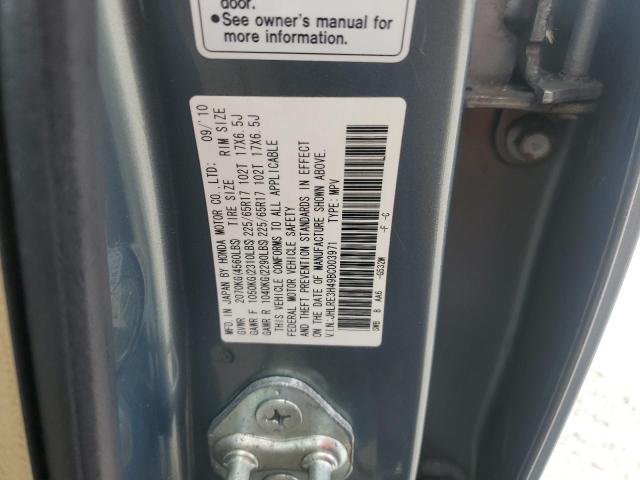 door.
•See owner's manual for
more information.
MFD. IN JAPAN BY HONDA MOTOR CO., LTD: 09/'10
GVWR 2070KG(4560LBS) TIRE SIZE RIM SIZE
GAWR F 1050KG(2310LBS) 225/65R17 102T 17X6.5J
GAWR R 1040KG(2290LBS) 225/65R17 102T 17X6.5J
THIS VEHICLE CONFORMS TO ALL APPLICABLE
FEDERAL MOTOR VEHICLE SAFETY
AND THEFT PREVENTION STANDARDS IN EFFECT
ON DATE OF MANUFACTURE SHOWN ABOVE.
V.I.N.:JHLRE3H49BC003971 TYPE: MPV
SWB B AA6 -G532M -F -C